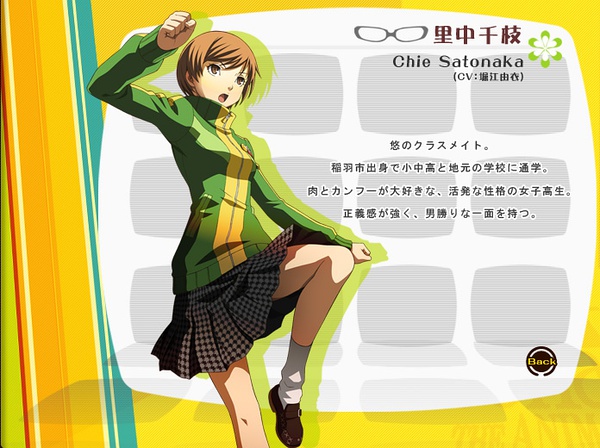 里中千枝
Chie Satonaka
(CV:堀江由衣)
悠のクラスメイト。
稲羽市出身で小中高と地元の学校に通学。
肉とカンフーが大好きな、活発な性格の女子高生。
正義感が強く、男勝りな一面を持つ。
Back
THE ANIM